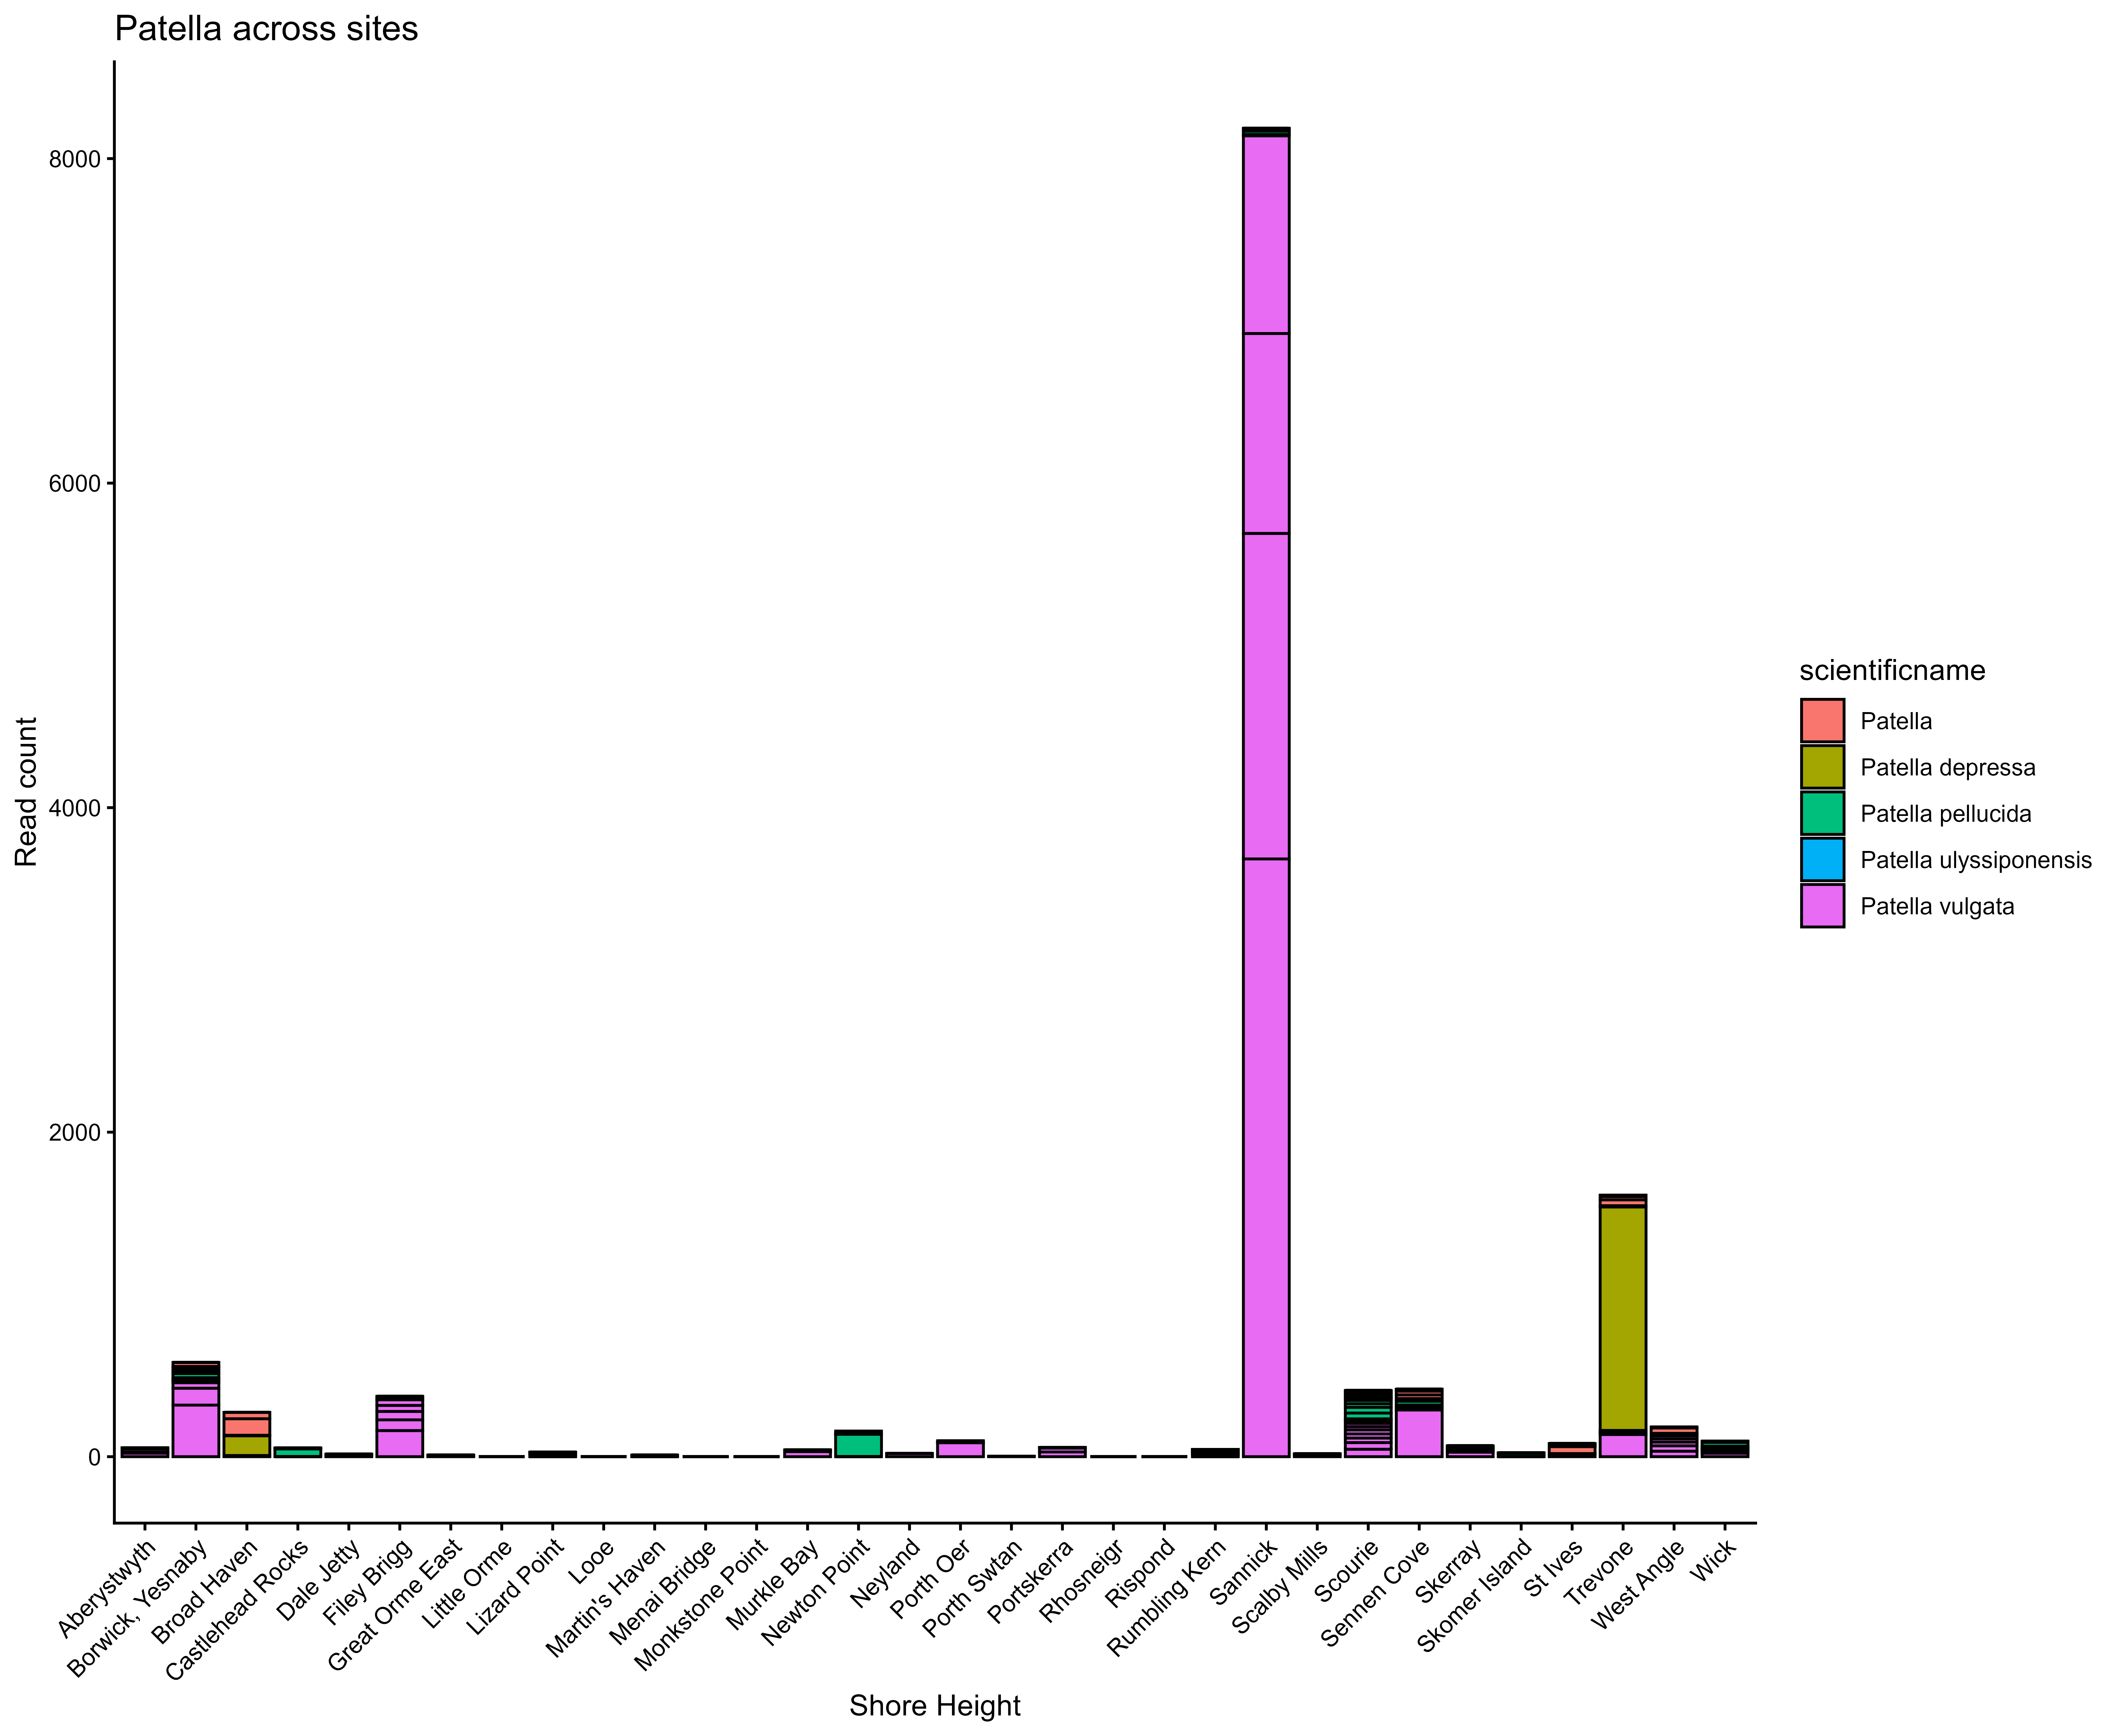 Patella across sites
Read count
8000
6000
4000
2000
0
Aberystwyth
Borwick, Yesnaby
Broad Haven
Castlehead Rocks
Dale Jetty
Filey Brigg
Great Orme East
Little Orme
Lizard Point
Looe
Martin's Haven
Menai Bridge
Monkstone Point
Murkle Bay
Newton Point
Neyland
Porth Oer
Porth Swtan
Portskerra
Rhosneigr
Rispond
Rumbling Kern
Sannick
Scalby Mills
Scourie
Sennen Cove
Skerray
Skomer Island
St Ives
Trevone
West Angle
Wick
Shore Height
scientificname
Patella
Patella depressa
Patella pellucida
Patella ulyssiponensis
Patella vulgata